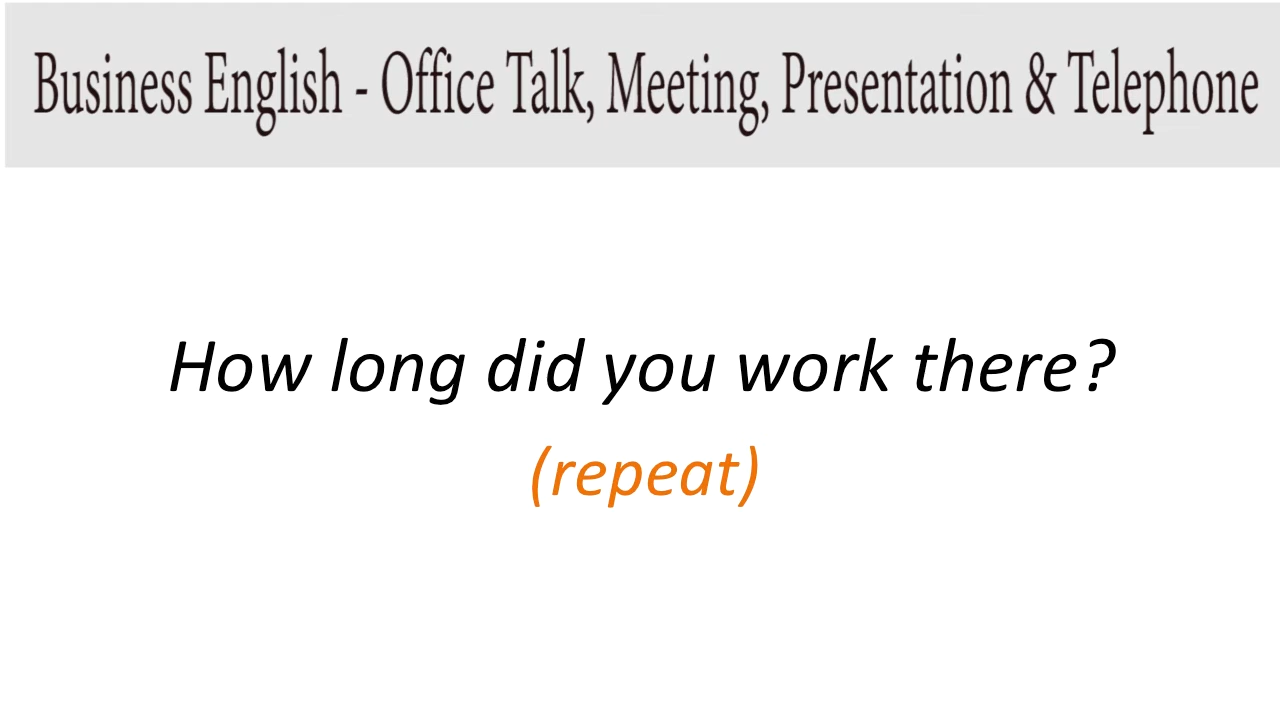 Business English - Office Talk, Meeting, Presentation & Telephone
How long did you work there?
(repeat)